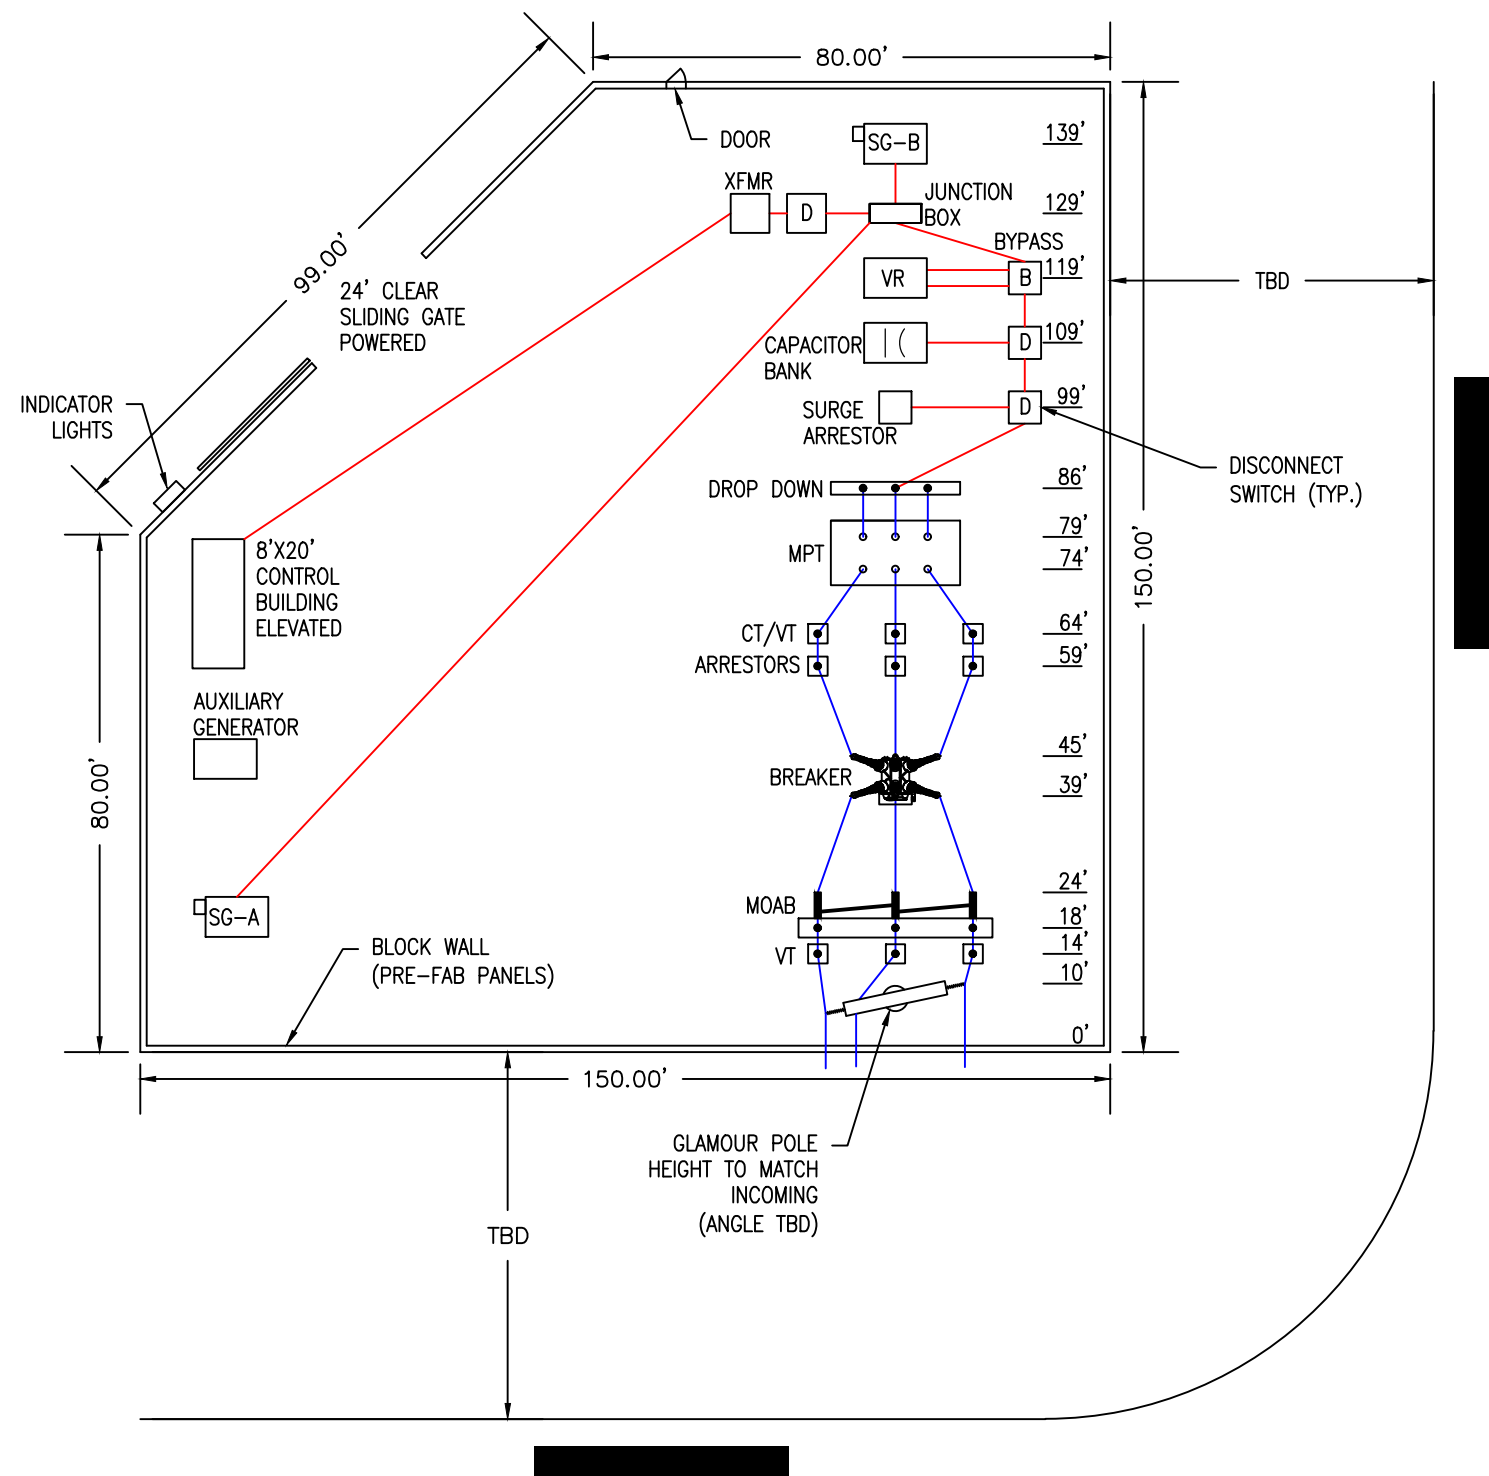 80.00'
DOOR
SG-B
139'
XFMR
D
JUNCTION
BOX
129'
BYPASS
99.00'
24' CLEAR
SLIDING GATE
POWERED
VR
B
119'
TBD
CAPACITOR
BANK
D
109'
SURGE
ARRESTOR
D
99'
INDICATOR
LIGHTS
DISCONNECT
SWITCH (TYP.)
DROP DOWN
86'
79'
MPT
74'
150.00'
8'X20'
CONTROL
BUILDING
ELEVATED
CT/VT
64'
ARRESTORS
59'
AUXILIARY
GENERATOR
80.00'
45'
BREAKER
39'
24'
MOAB
18'
SG-A
VT
14'
BLOCK WALL
(PRE-FAB PANELS)
10'
0'
150.00'
GLAMOUR POLE
HEIGHT TO MATCH
INCOMING
(ANGLE TBD)
TBD